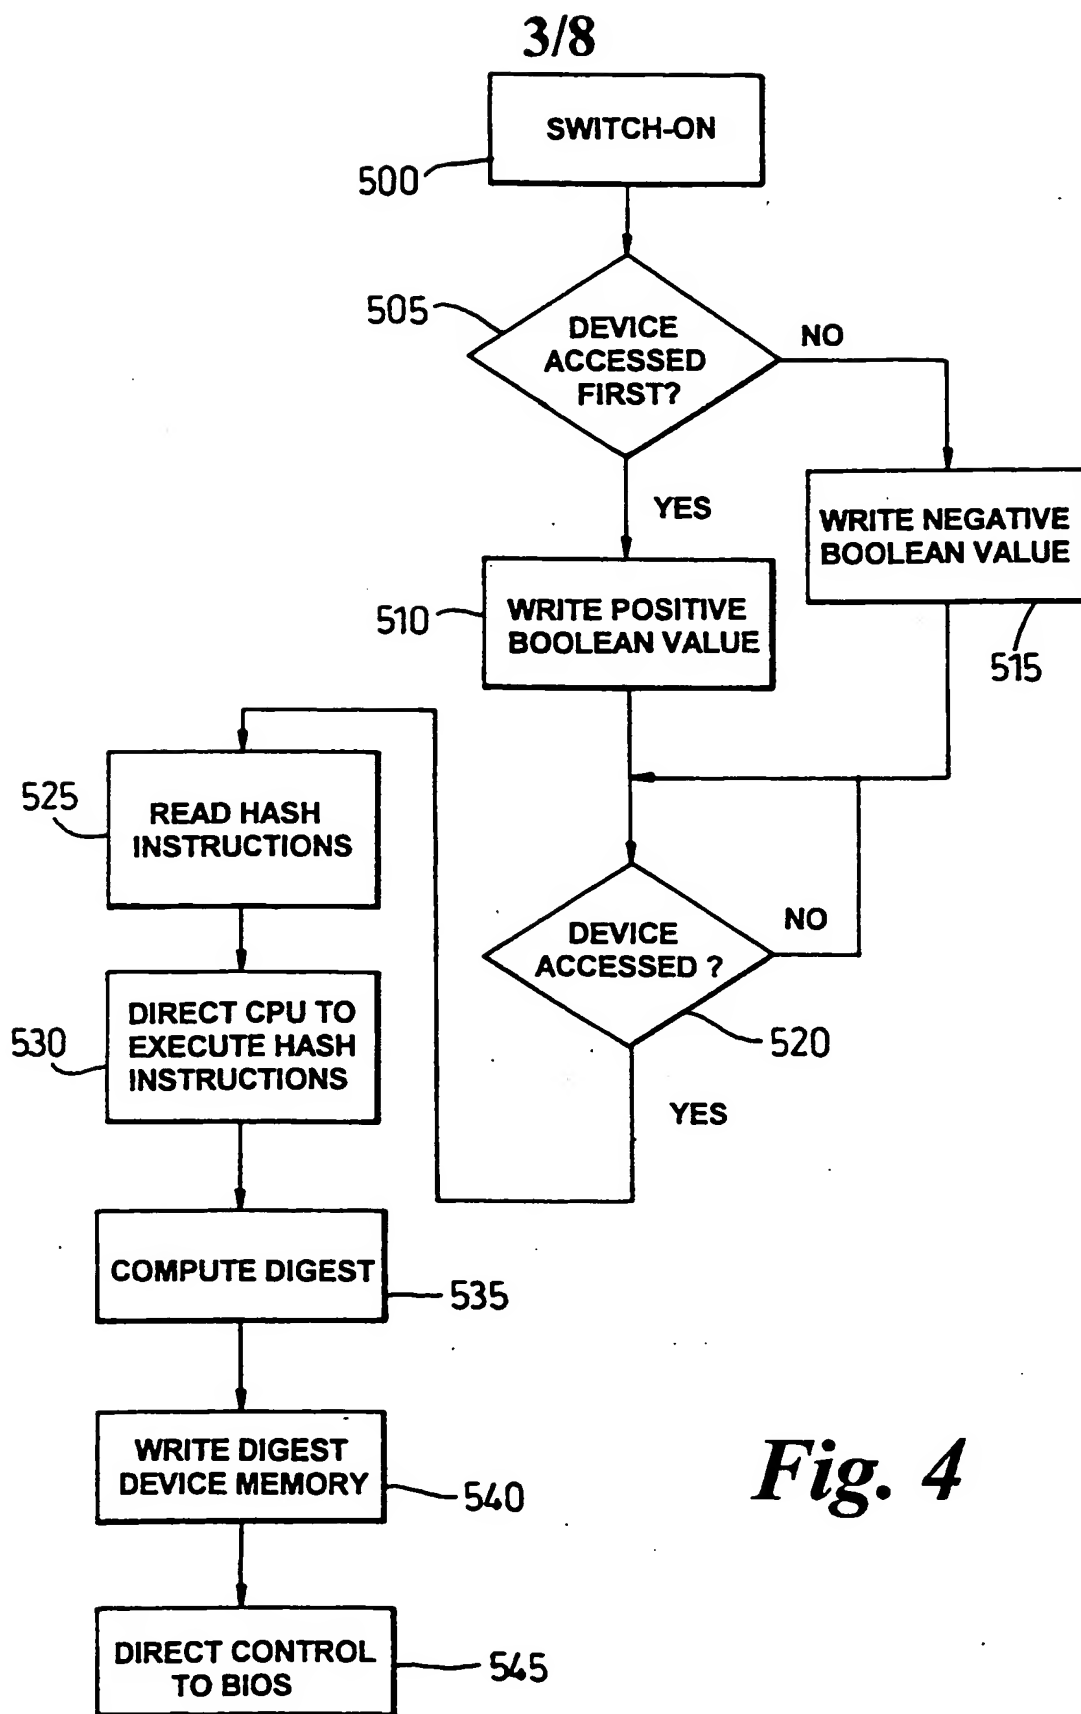 3/8
SWITCH-ON
500
505
DEVICE
ACCESSED
FIRST?
NO
YES
WRITE NEGATIVE
BOOLEAN VALUE
515
510
WRITE POSITIVE
BOOLEAN VALUE
525
READ HASH
INSTRUCTIONS
DEVICE
ACCESSED ?
NO
520
YES
530
DIRECT CPU TO
EXECUTE HASH
INSTRUCTIONS
COMPUTE DIGEST
535
WRITE DIGEST
DEVICE MEMORY
540
DIRECT CONTROL
TO BIOS
545
Fig. 4